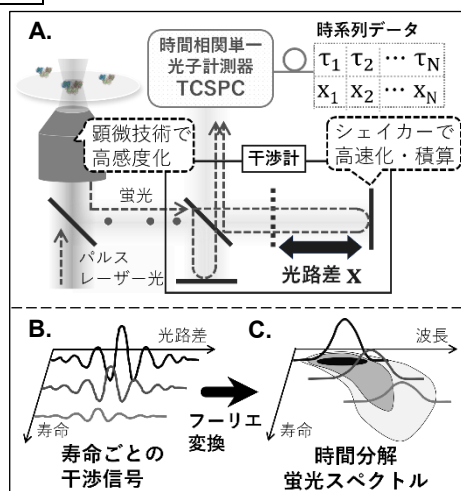 A.
時間相関単一
光子計測器
TCSPC
時系列データ
τ1 τ2 … τN
x1 x2 … xN
顕微技術で
高感度化
干渉計
シェイカーで
高速化・積算
蛍光
パルス
レーザー光
光路差 x
B.
光路差
寿命
寿命ごとの
干渉信号
フーリエ
変換
C.
波長
寿命
時間分解
蛍光スペクトル